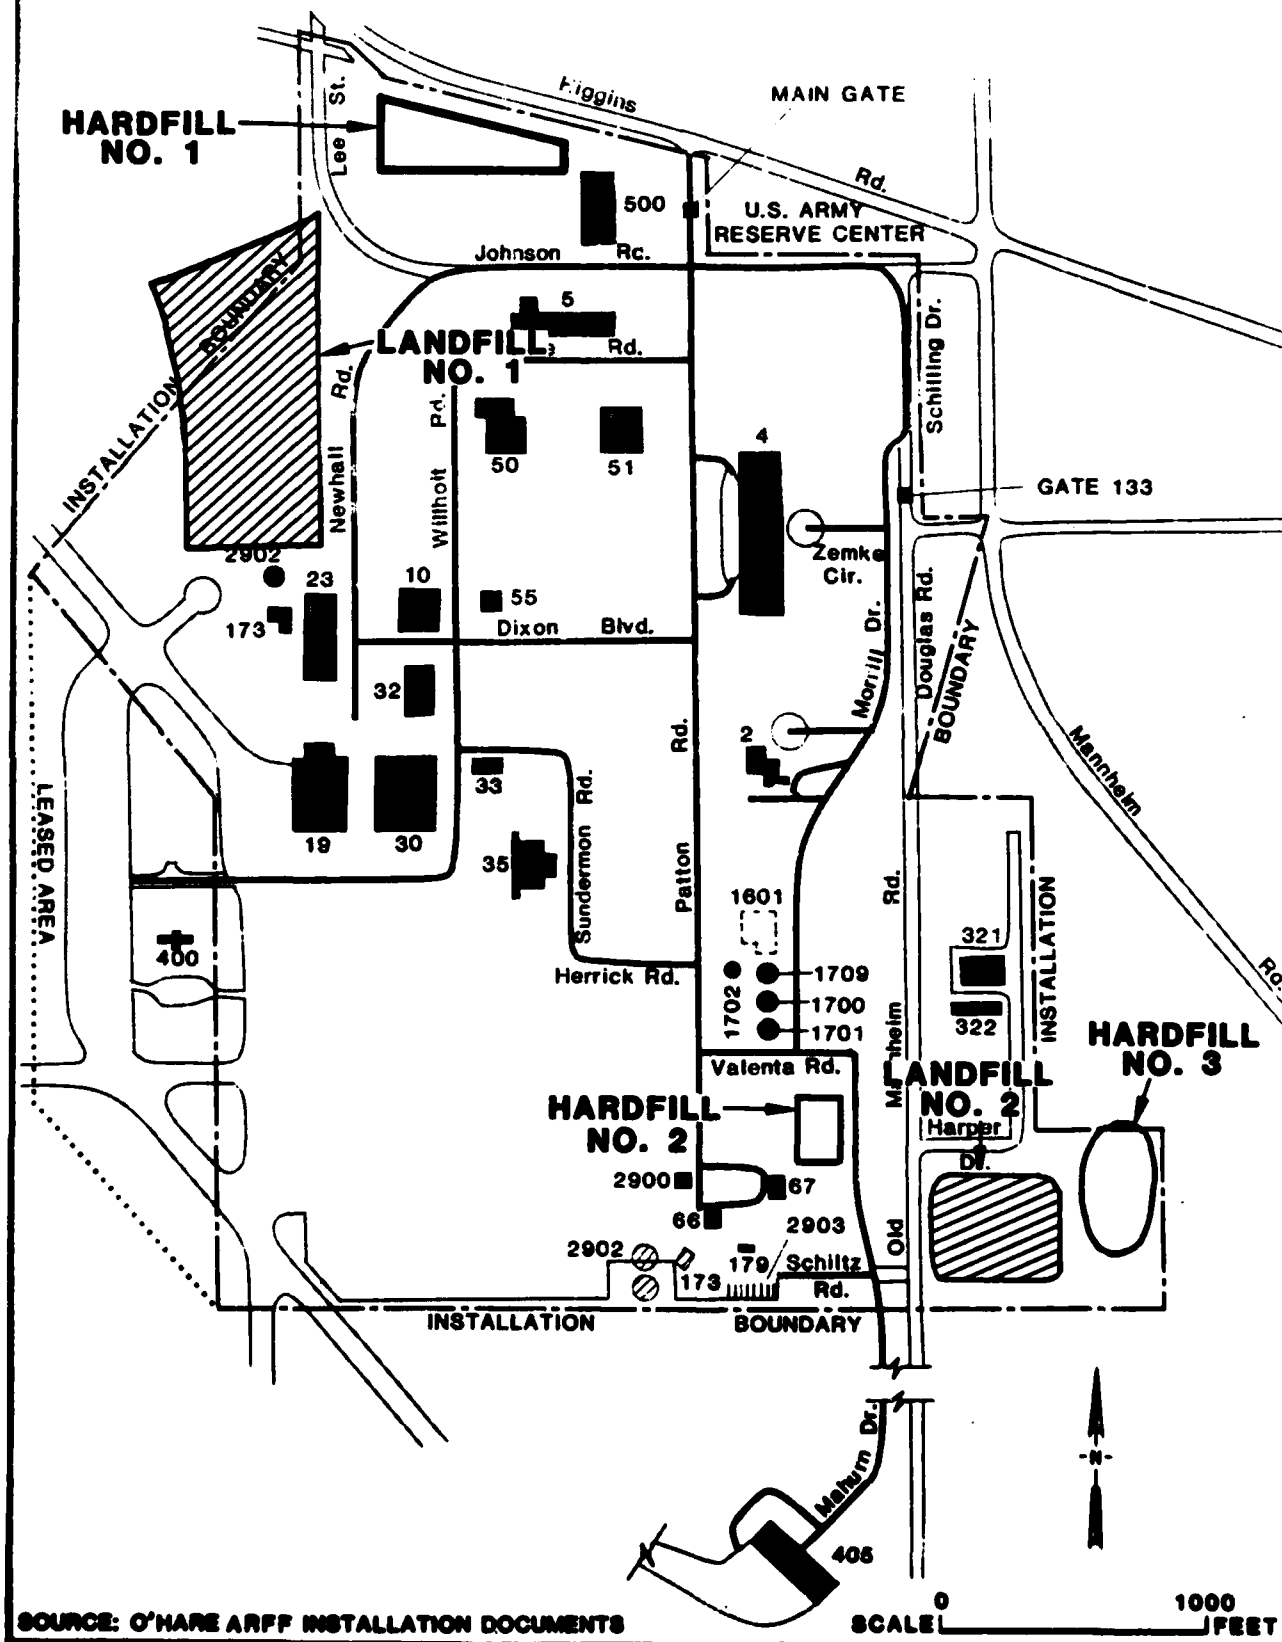 Higgins
MAIN GATE
HARDFILL
NO. 1
Lee St.
Rd.
500
U.S. ARMY
RESERVE CENTER
Johnson Rc.
5
BOUNDARY
LANDFILL
NO. 1
Rd.
Schilling Dr.
INSTALLATION
Newhall Rd.
Willholt Rd.
50
51
4
GATE 133
2902
23
10
55
Zemke
Cir.
173
Dixon Blvd.
Morrill Dr.
Douglas Rd.
BOUNDARY
32
2
Mannheim
Rd.
33
LEASED AREA
19
30
35
Sundermon Rd.
Patton Rd.
1601
Rd.
321
INSTALLATION
400
Herrick Rd.
1702
1709
1700
1701
322
HARDFILL
NO. 3
Valenta Rd.
LANDFILL
NO. 2
HARDFILL
NO. 2
Harper
Dr.
2900
67
66
2903
2902
173
179
Schiltz
Rd.
Old
INSTALLATION BOUNDARY
Mahurn Dr.
-N-
405
SOURCE: O'HARE ARFF INSTALLATION DOCUMENTS
0 1000
SCALE FEET